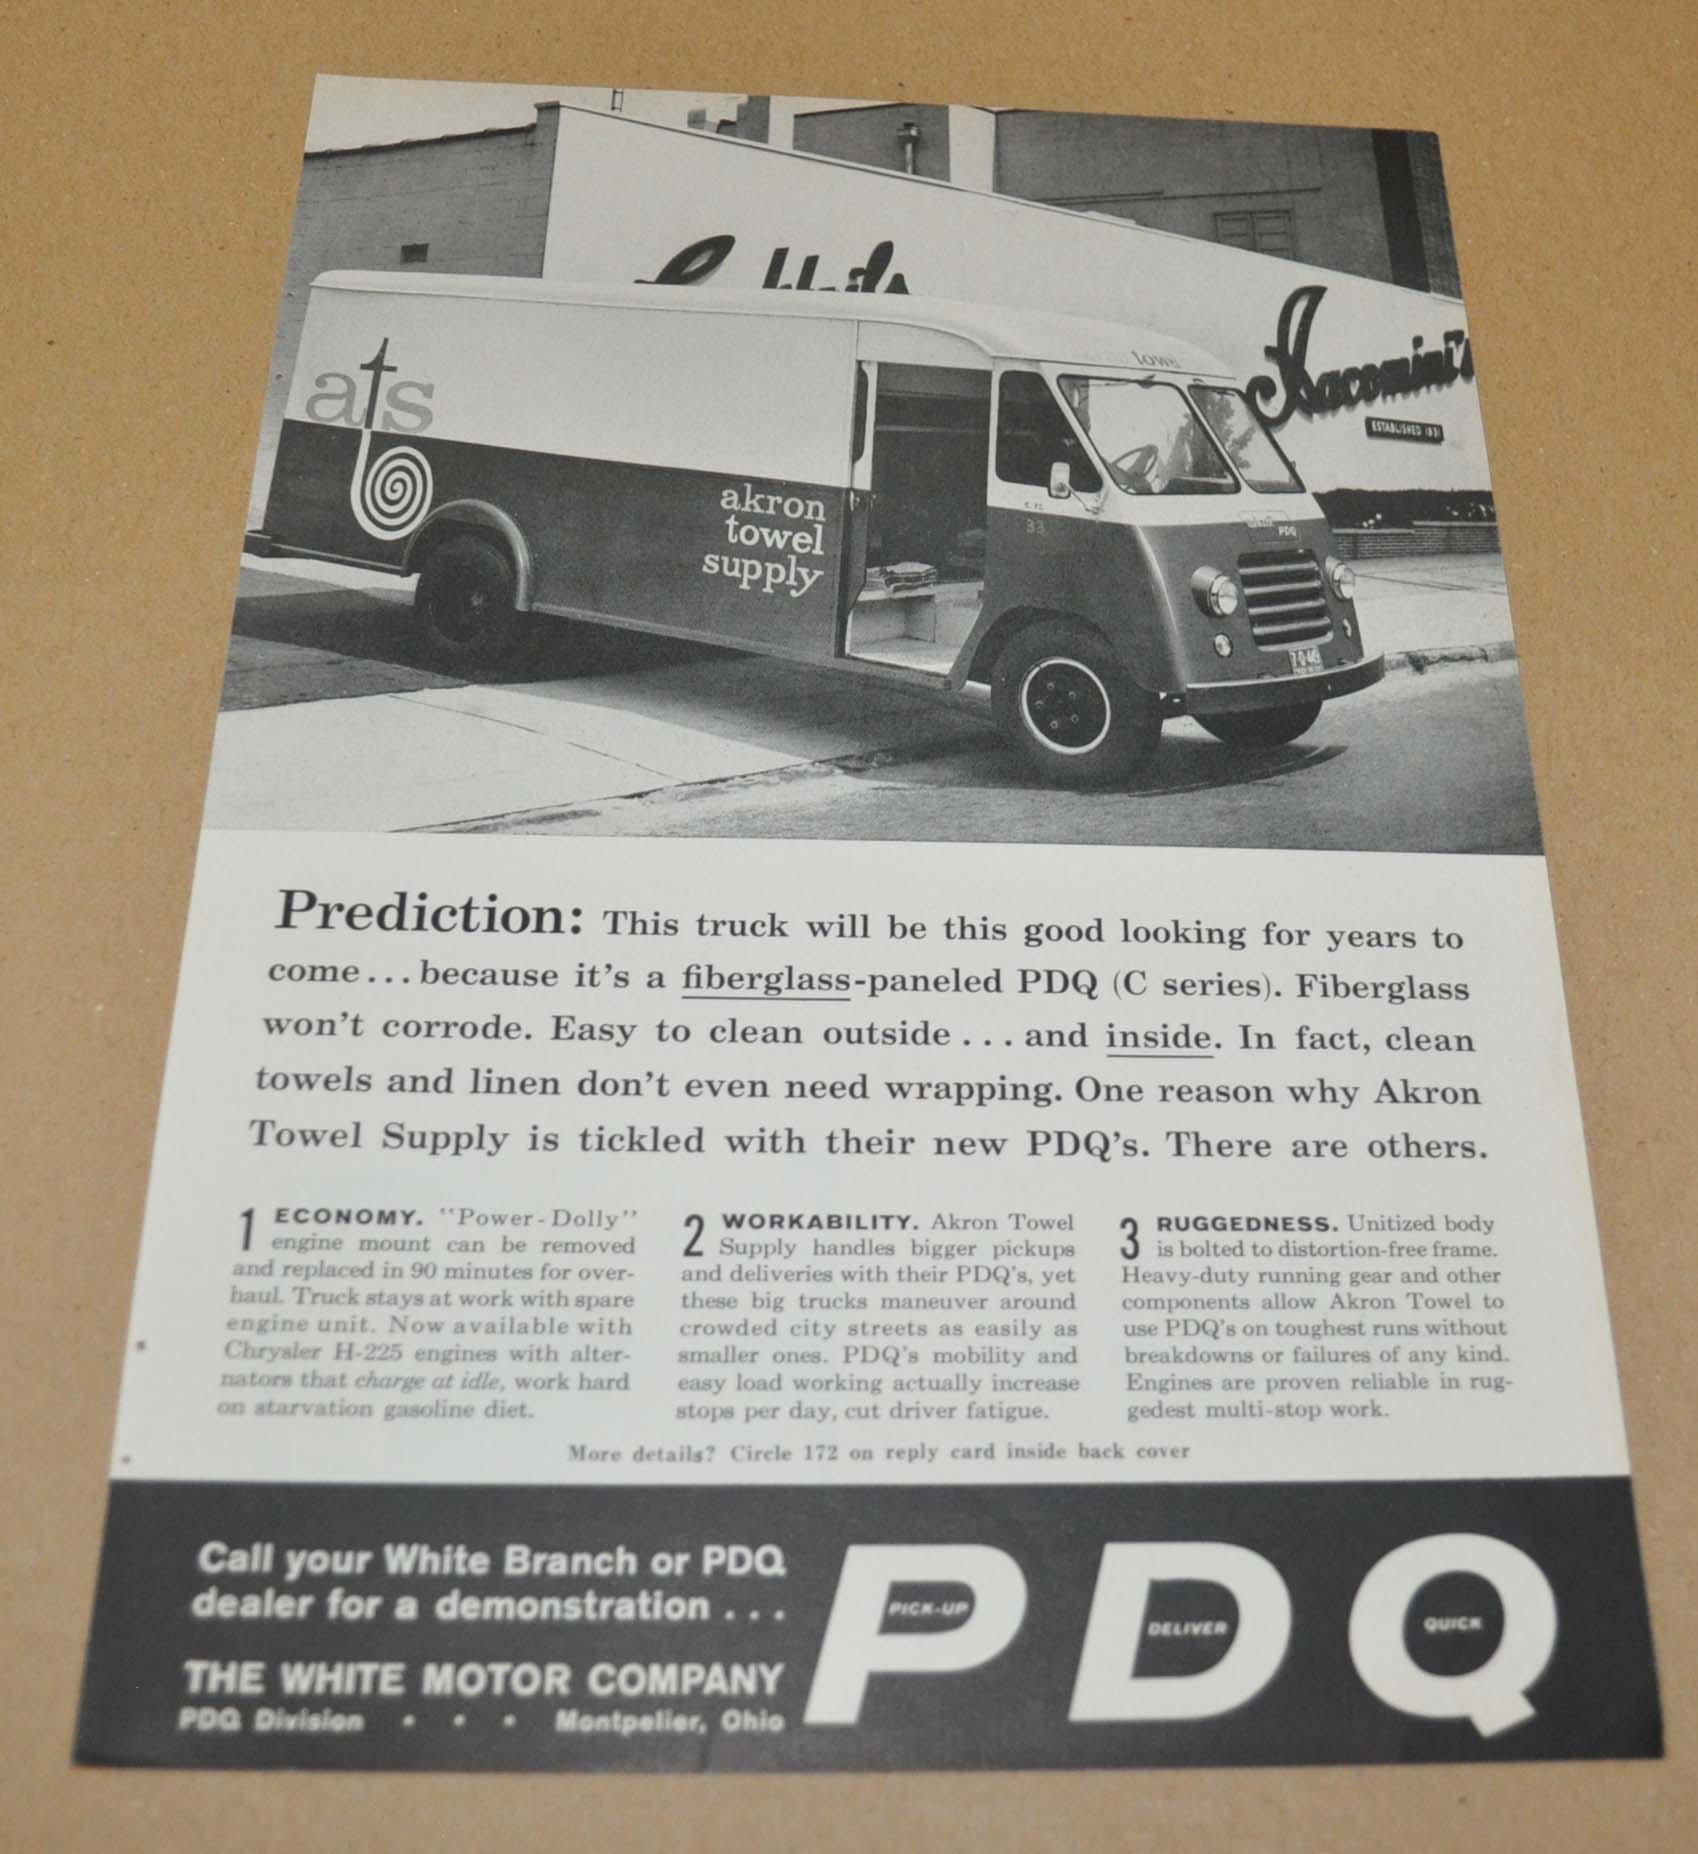 Iacomini's
ESTABLISHED 1931
ats
akron
towel
supply
33
PDQ
Prediction: This truck will be this good looking for years to
come...because it's a fiberglass-paneled PDQ (C series). Fiberglass
won't corrode. Easy to clean outside...and inside. In fact, clean
towels and linen don't even need wrapping. One reason why Akron
Towel Supply is tickled with their new PDQ's. There are others.
1 ECONOMY. "Power-Dolly"
engine mount can be removed
and replaced in 90 minutes for over-
haul. Truck stays at work with spare
engine unit. Now available with
Chrysler H-225 engines with alter-
nators that charge at idle, work hard
on starvation gasoline diet.
2 WORKABILITY. Akron Towel
Supply handles bigger pickups
and deliveries with their PDQ's, yet
these big trucks maneuver around
crowded city streets as easily as
smaller ones. PDQ's mobility and
easy load working actually increase
stops per day, cut driver fatigue.
3 RUGGEDNESS. Unitized body
is bolted to distortion-free frame.
Heavy-duty running gear and other
components allow Akron Towel to
use PDQ's on toughest runs without
breakdowns or failures of any kind.
Engines are proven reliable in rug-
gedest multi-stop work.
More details? Circle 172 on reply card inside back cover
Call your White Branch or PDQ
dealer for a demonstration...
THE WHITE MOTOR COMPANY
PDQ Division . . . Montpelier, Ohio
PDQ
PICK-UP
DELIVER
QUICK